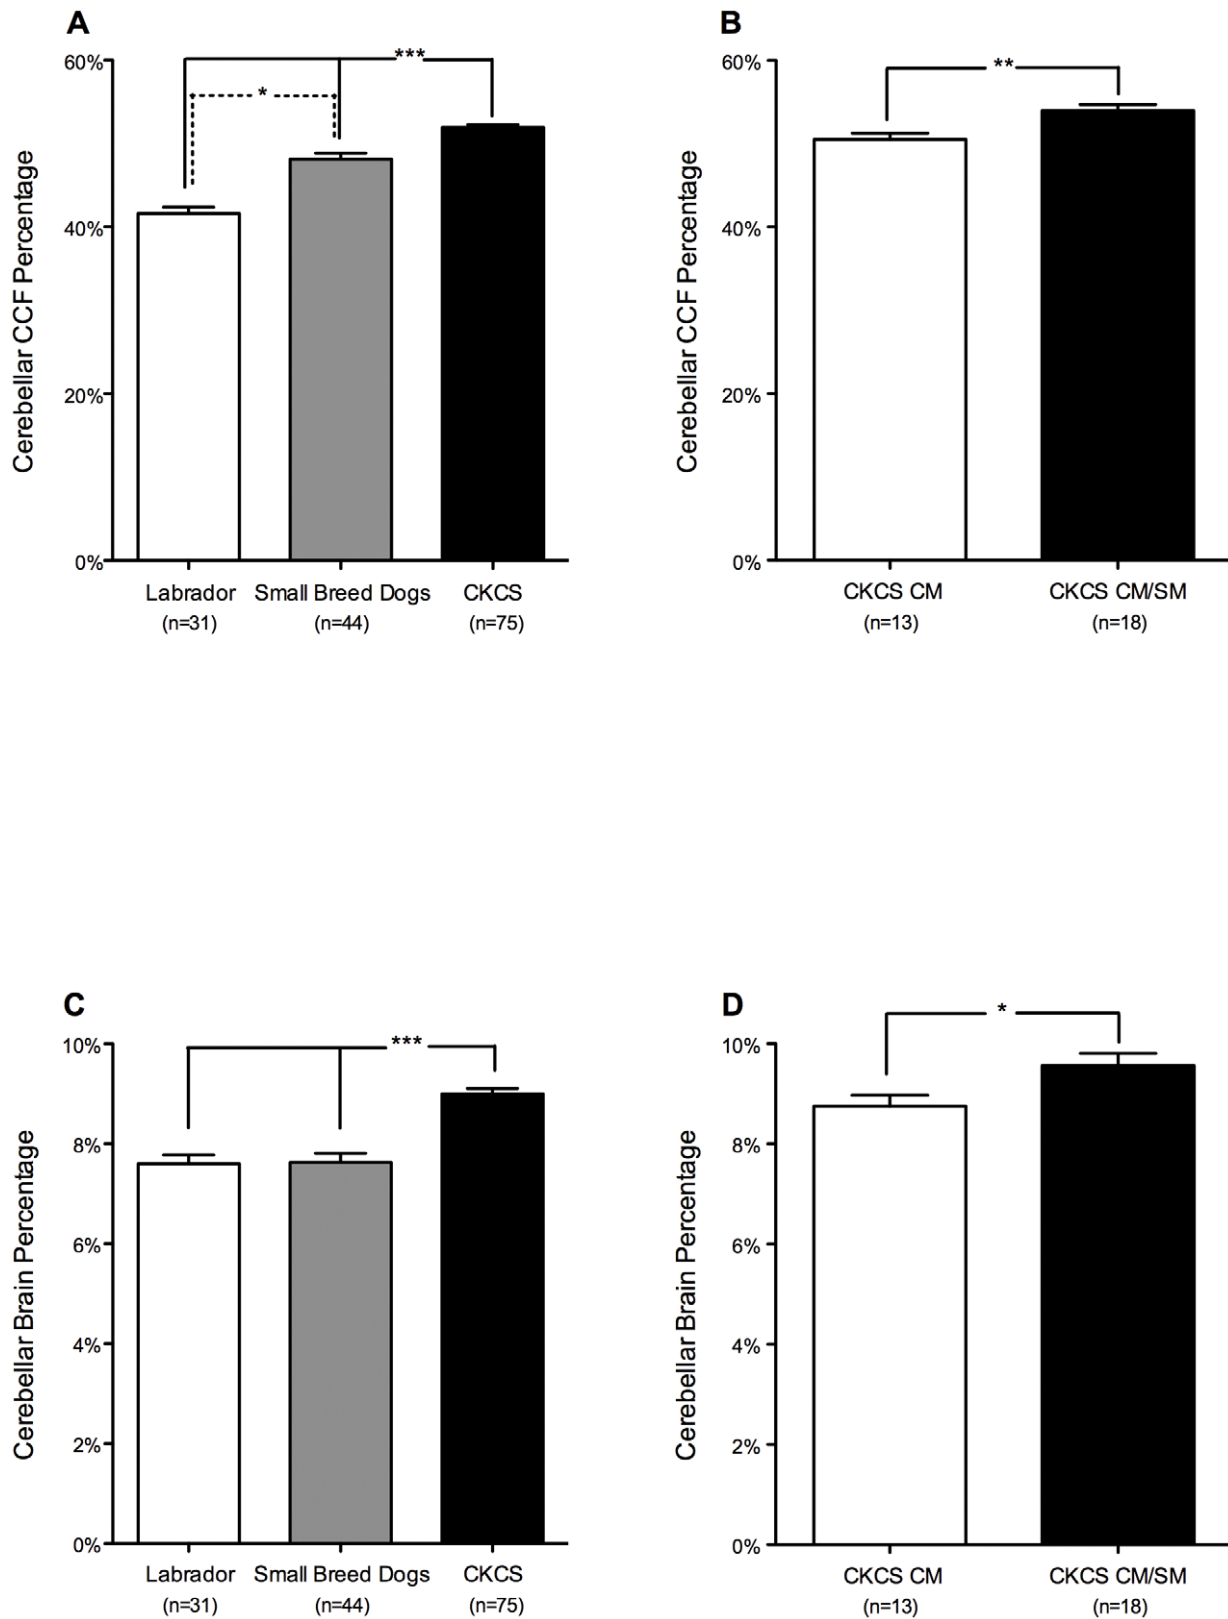 A
Cerebellar CCF Percentage
60%
40%
20%
0%
***
*
Labrador
(n=31)
Small Breed Dogs
(n=44)
CKCS
(n=75)
B
Cerebellar CCF Percentage
60%
40%
20%
0%
**
CKCS CM
(n=13)
CKCS CM/SM
(n=18)
C
Cerebellar Brain Percentage
10%
8%
6%
4%
2%
0%
***
Labrador
(n=31)
Small Breed Dogs
(n=44)
CKCS
(n=75)
D
Cerebellar Brain Percentage
10%
8%
6%
4%
2%
0%
*
CKCS CM
(n=13)
CKCS CM/SM
(n=18)